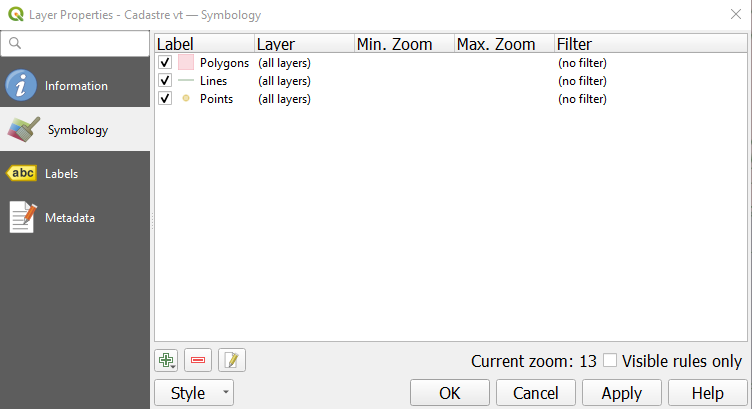 Layer Properties - Cadastre vt — Symbology
Information
Symbology
abc Labels
Metadata
Label Layer Min. Zoom Max. Zoom Filter
Polygons (all layers) (no filter)
Lines (all layers) (no filter)
Points (all layers) (no filter)
Current zoom: 13 Visible rules only
Style OK Cancel Apply Help